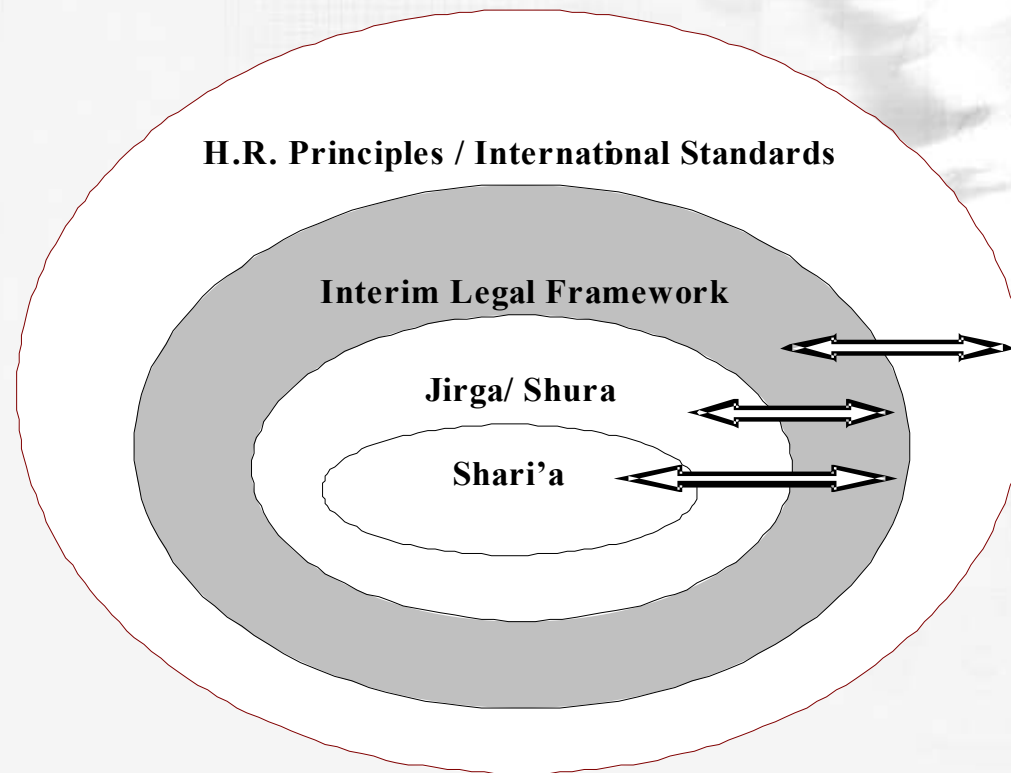 H.R. Principles / International Standards
Interim Legal Framework
Jirga/ Shura
Shari’a